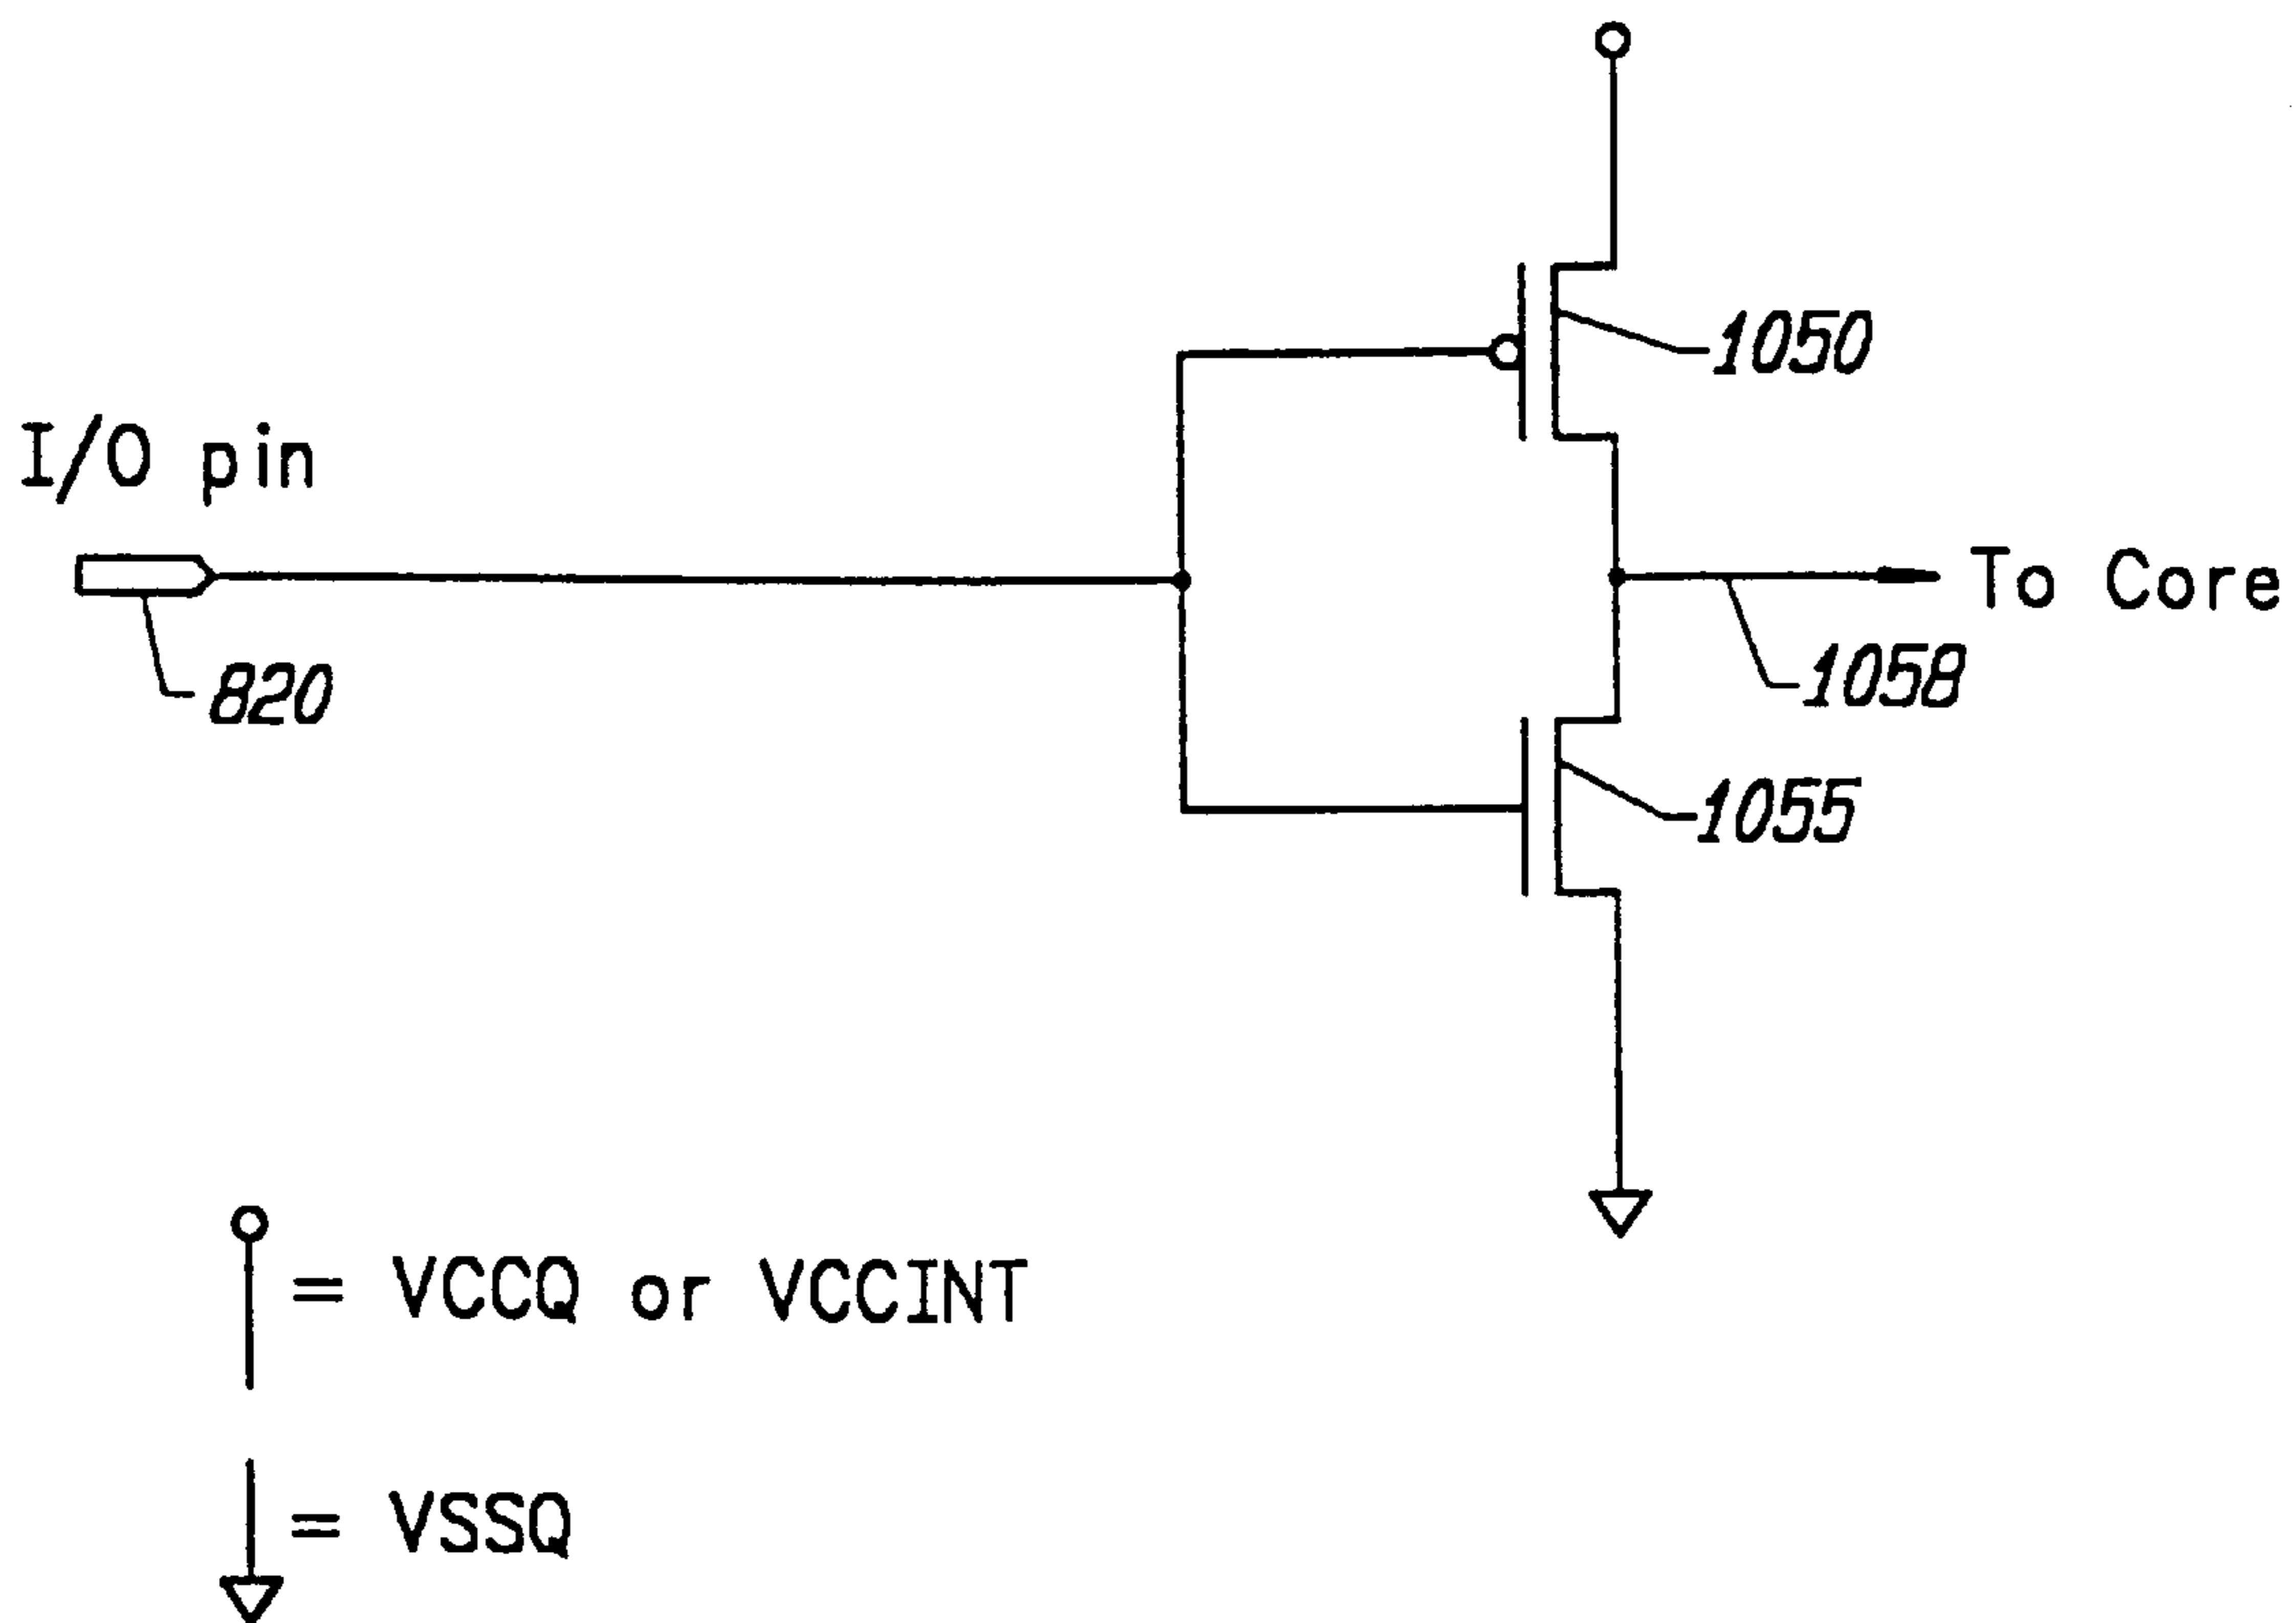 1050
I/O pin
To Core
820
1058
1055
= VCCQ or VCCINT
= VSSQ